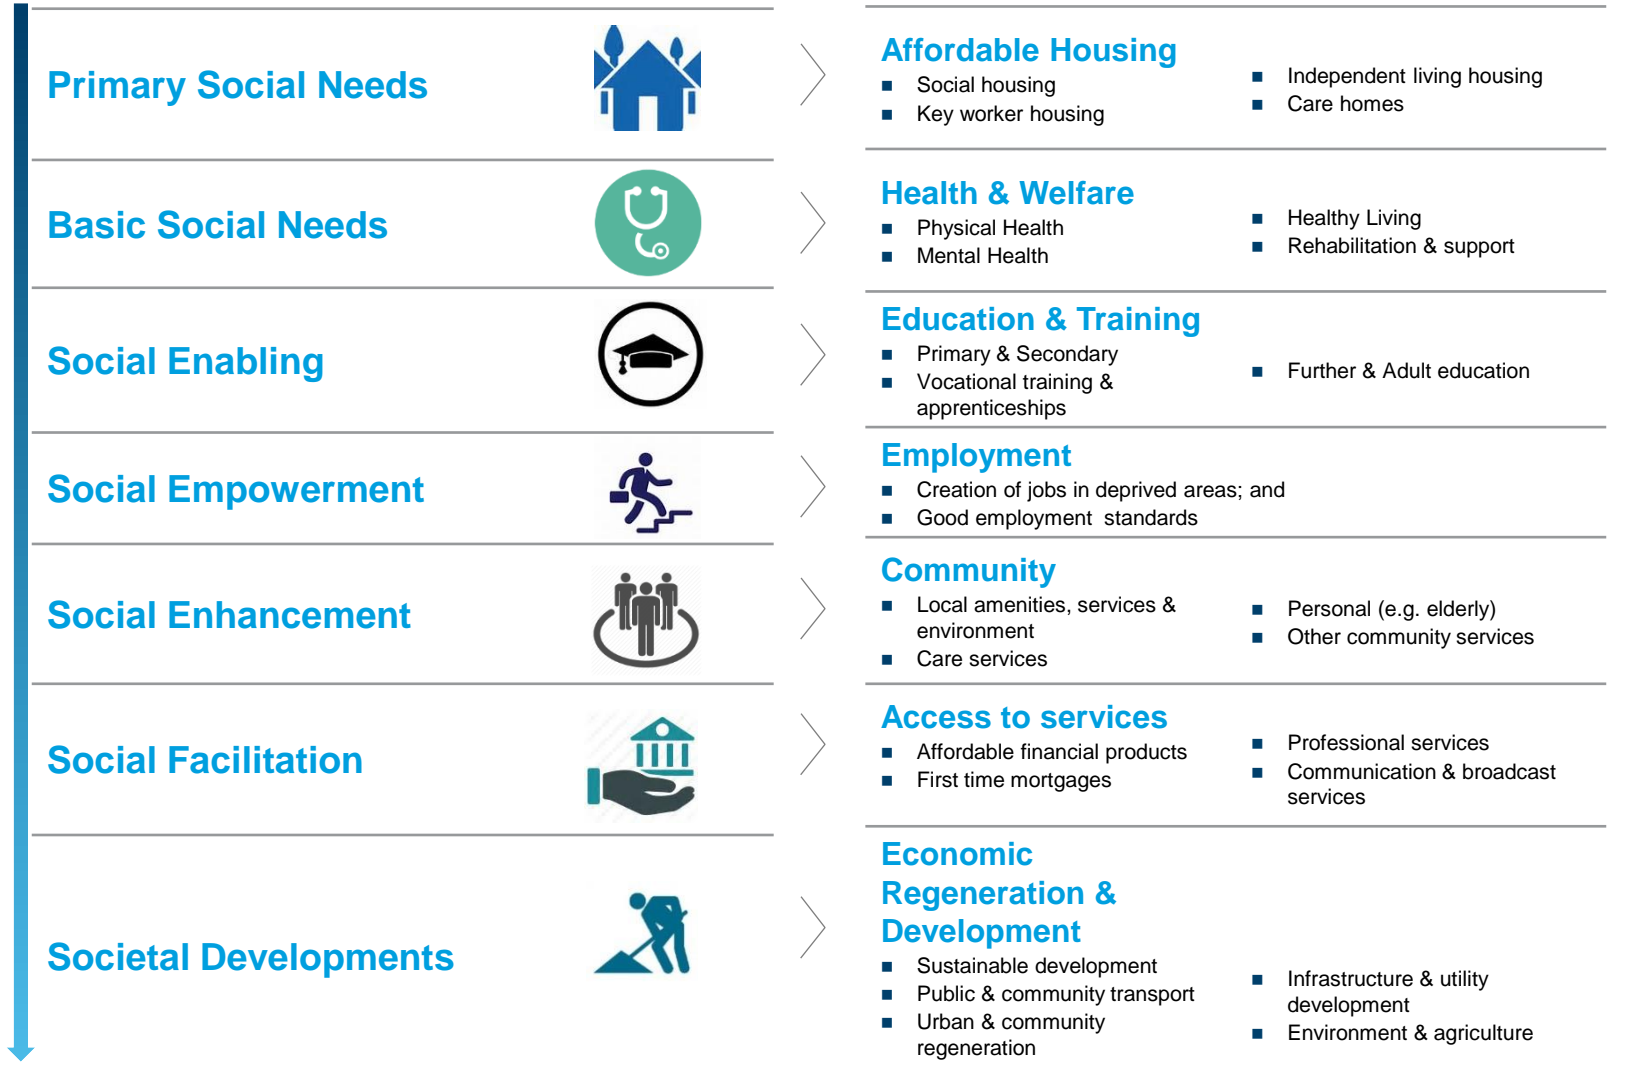 Primary Social Needs
Affordable Housing
Social housing
Key worker housing
Independent living housing
Care homes
Basic Social Needs
Health & Welfare
Physical Health
Mental Health
Healthy Living
Rehabilitation & support
Social Enabling
Education & Training
Primary & Secondary
Vocational training &
apprenticeships
Further & Adult education
Social Empowerment
Employment
Creation of jobs in deprived areas; and
Good employment  standards
Social Enhancement
Community
Local amenities, services &
environment
Care services
Personal (e.g. elderly)
Other community services
Social Facilitation
Access to services
Affordable financial products
First time mortgages
Professional services
Communication & broadcast
services
Societal Developments
Economic
Regeneration &
Development
Sustainable development
Public & community transport
Urban & community
regeneration
Infrastructure & utility
development
Environment & agriculture